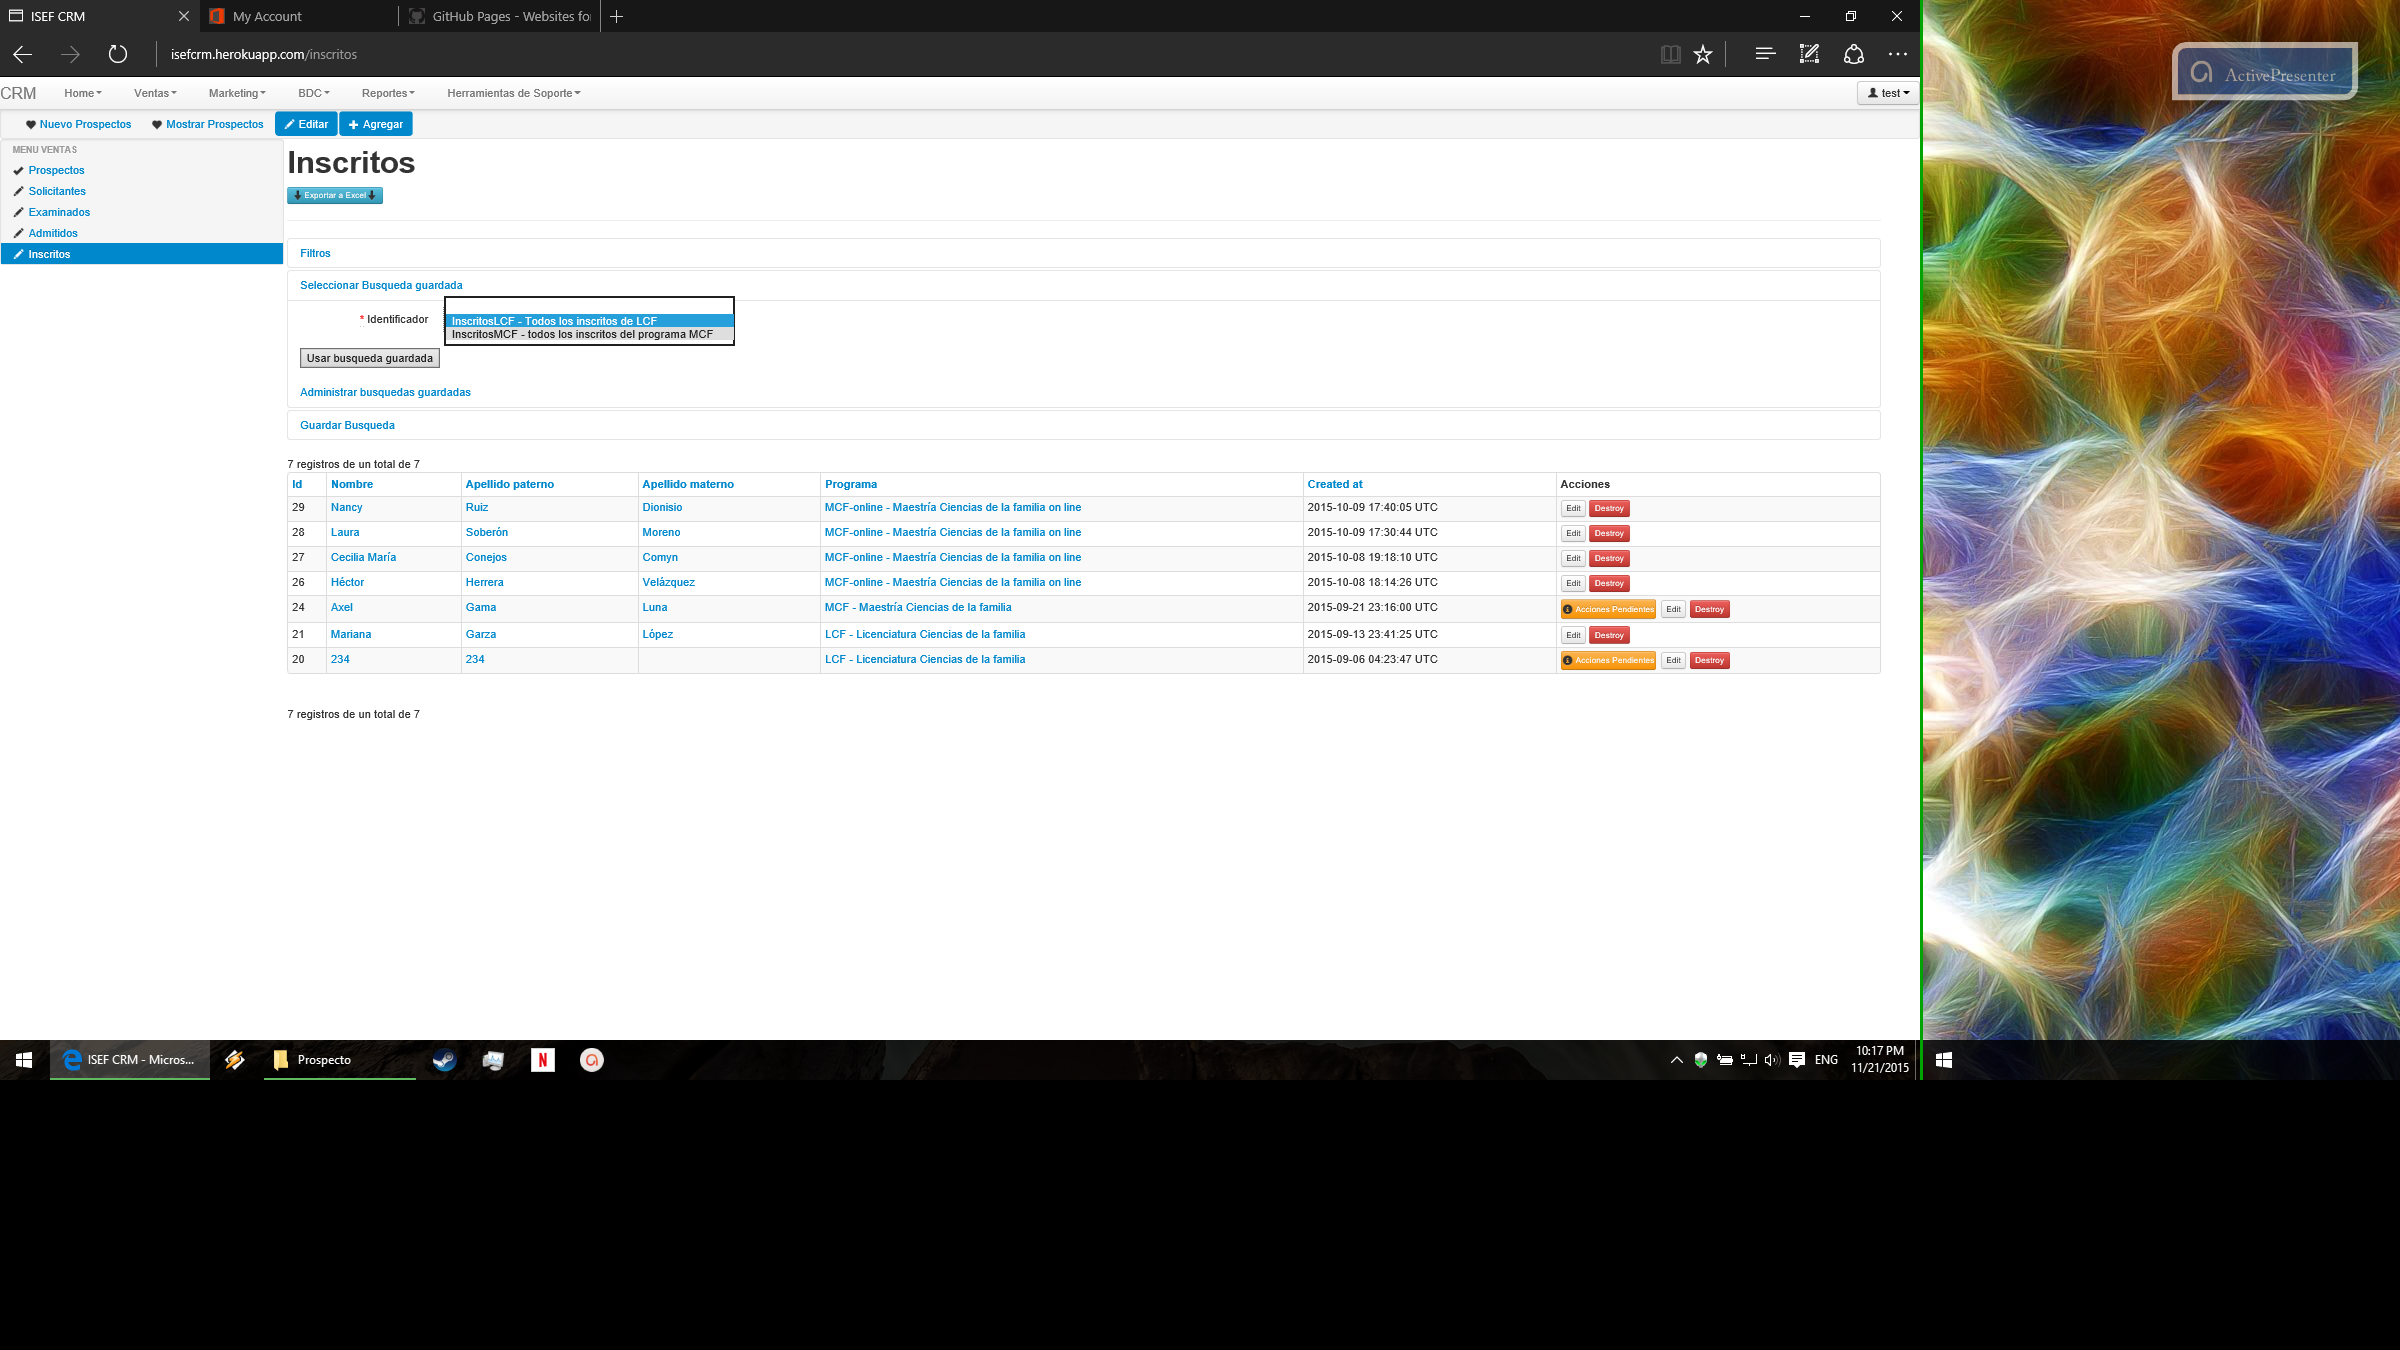 ISEF CRM
My Account
GitHub Pages - Websites fo
isefcrm.herokuapp.com/inscritos
ActivePresenter
CRM Home Ventas Marketing BDC Reportes Herramientas de Soporte test
Nuevo Prospectos Mostrar Prospectos Editar Agregar
MENU VENTAS
Prospectos
Solicitantes
Examinados
Admitidos
Inscritos
Inscritos
Exportar a Excel
Filtros
Seleccionar Busqueda guardada
* Identificador
InscritosLCF - Todos los inscritos de LCF
InscritosMCF - todos los inscritos del programa MCF
Usar busqueda guardada
Administrar busquedas guardadas
Guardar Busqueda
7 registros de un total de 7
Id Nombre Apellido paterno Apellido materno Programa Created at Acciones
29 Nancy Ruiz Dionisio MCF-online - Maestría Ciencias de la familia on line 2015-10-09 17:40:05 UTC Edit Destroy
28 Laura Soberón Moreno MCF-online - Maestría Ciencias de la familia on line 2015-10-09 17:30:44 UTC Edit Destroy
27 Cecilia María Conejos Comyn MCF-online - Maestría Ciencias de la familia on line 2015-10-08 19:18:10 UTC Edit Destroy
26 Héctor Herrera Velázquez MCF-online - Maestría Ciencias de la familia on line 2015-10-08 18:14:26 UTC Edit Destroy
24 Axel Gama Luna MCF - Maestría Ciencias de la familia 2015-09-21 23:16:00 UTC Acciones Pendientes Edit Destroy
21 Mariana Garza López LCF - Licenciatura Ciencias de la familia 2015-09-13 23:41:25 UTC Edit Destroy
20 234 234 LCF - Licenciatura Ciencias de la familia 2015-09-06 04:23:47 UTC Acciones Pendientes Edit Destroy
7 registros de un total de 7
ISEF CRM - Micros...
Prospecto
N
ENG
10:17 PM
11/21/2015